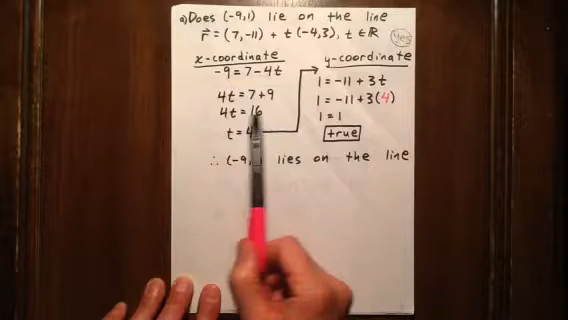 a) Does (-9,1) lie on the line
r⃗ = (7,-11) + t(-4,3), t ∈ ℝ
Yes
x-coordinate
-9 = 7-4t
4t = 7+9
4t = 16
t = 4
y-coordinate
1 = -11 + 3t
1 = -11 + 3(4)
1 = 1
true
∴ (-9, lies on the line